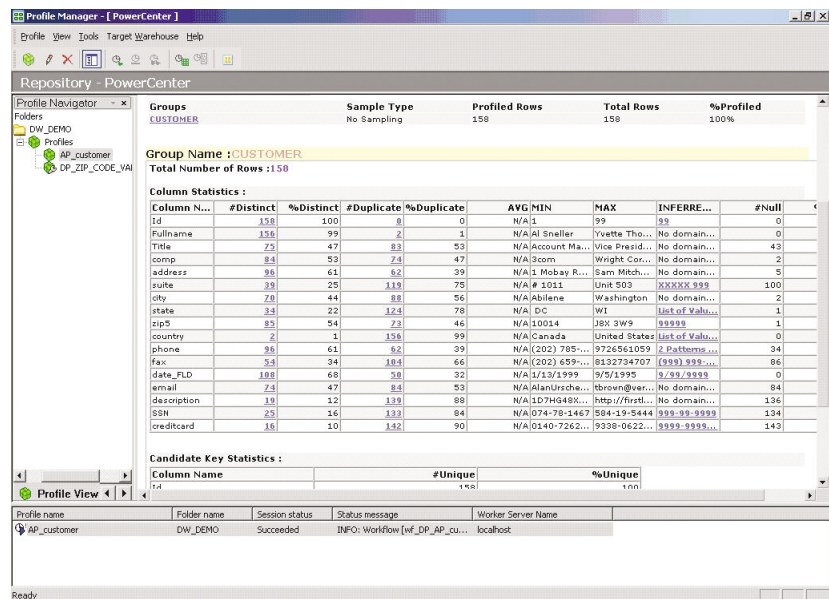 Profile Manager - [ PowerCenter ]
Profile View Tools Target Warehouse Help
Repository - PowerCenter
Profile Navigator
Folders
DW_DEMO
Profiles
AP_customer
DP_ZIP_CODE_VAI
Profile View
Groups Sample Type Profiled Rows Total Rows %Profiled
CUSTOMER No Sampling 158 158 100%
Group Name :CUSTOMER
Total Number of Rows :158
Column Statistics :
Column N... #Distinct %Distinct #Duplicate %Duplicate AVG MIN MAX INFERRE... #Null
Id 158 100 0 0 N/A 1 99 99 0
Fullname 156 99 2 1 N/A Al Sneller Yvette Tho... No domain... 0
Title 75 47 83 53 N/A Account Ma... Vice Presid... No domain... 43
comp 84 53 74 47 N/A 3com Wright Cor... No domain... 2
address 96 61 62 39 N/A 1 Mobay R... Sam Mitch... No domain... 5
suite 39 25 119 75 N/A # 1011 Unit 503 XXXXX 999 100
city 70 44 88 56 N/A Abilene Washington No domain... 2
state 34 22 124 78 N/A DC WI List of Valu... 1
zip5 85 54 73 46 N/A 10014 J8X 3W9 99999 1
country 2 1 156 99 N/A Canada United States List of Valu... 0
phone 96 61 62 39 N/A (202) 785-... 9726561059 2 Patterns ... 34
fax 54 34 104 66 N/A (202) 659-... 8132734707 (999) 999-... 86
date_FLD 108 68 50 32 N/A 1/13/1999 9/5/1995 9/99/9999 0
email 74 47 84 53 N/A AlanUrsche... tbrown@ver... No domain... 84
description 19 12 139 88 N/A 1D7HG48X... http://firstl... No domain... 136
SSN 25 16 133 84 N/A 074-78-1467 584-19-5444 999-99-9999 134
creditcard 16 10 142 90 N/A 0140-7262... 9338-0622... 9999-9999... 143
Candidate Key Statistics :
Column Name #Unique %Unique
Id 158 100
Profile name Folder name Session status Status message Worker Server Name
AP_customer DW_DEMO Succeeded INFO: Workflow [wf_DP_AP_cu... localhost
Ready